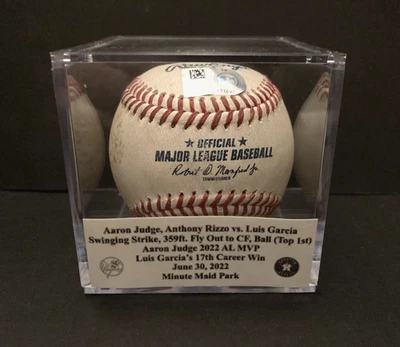 Rawlings
OFFICIAL
MAJOR LEAGUE BASEBALL
Robert D. Manfred Jr.
COMMISSIONER
Aaron Judge, Anthony Rizzo vs. Luis Garcia
Swinging Strike, 359ft. Fly Out to CF, Ball (Top 1st)
Aaron Judge 2022 AL MVP
Luis Garcia's 17th Career Win
June 30, 2022
Minute Maid Park